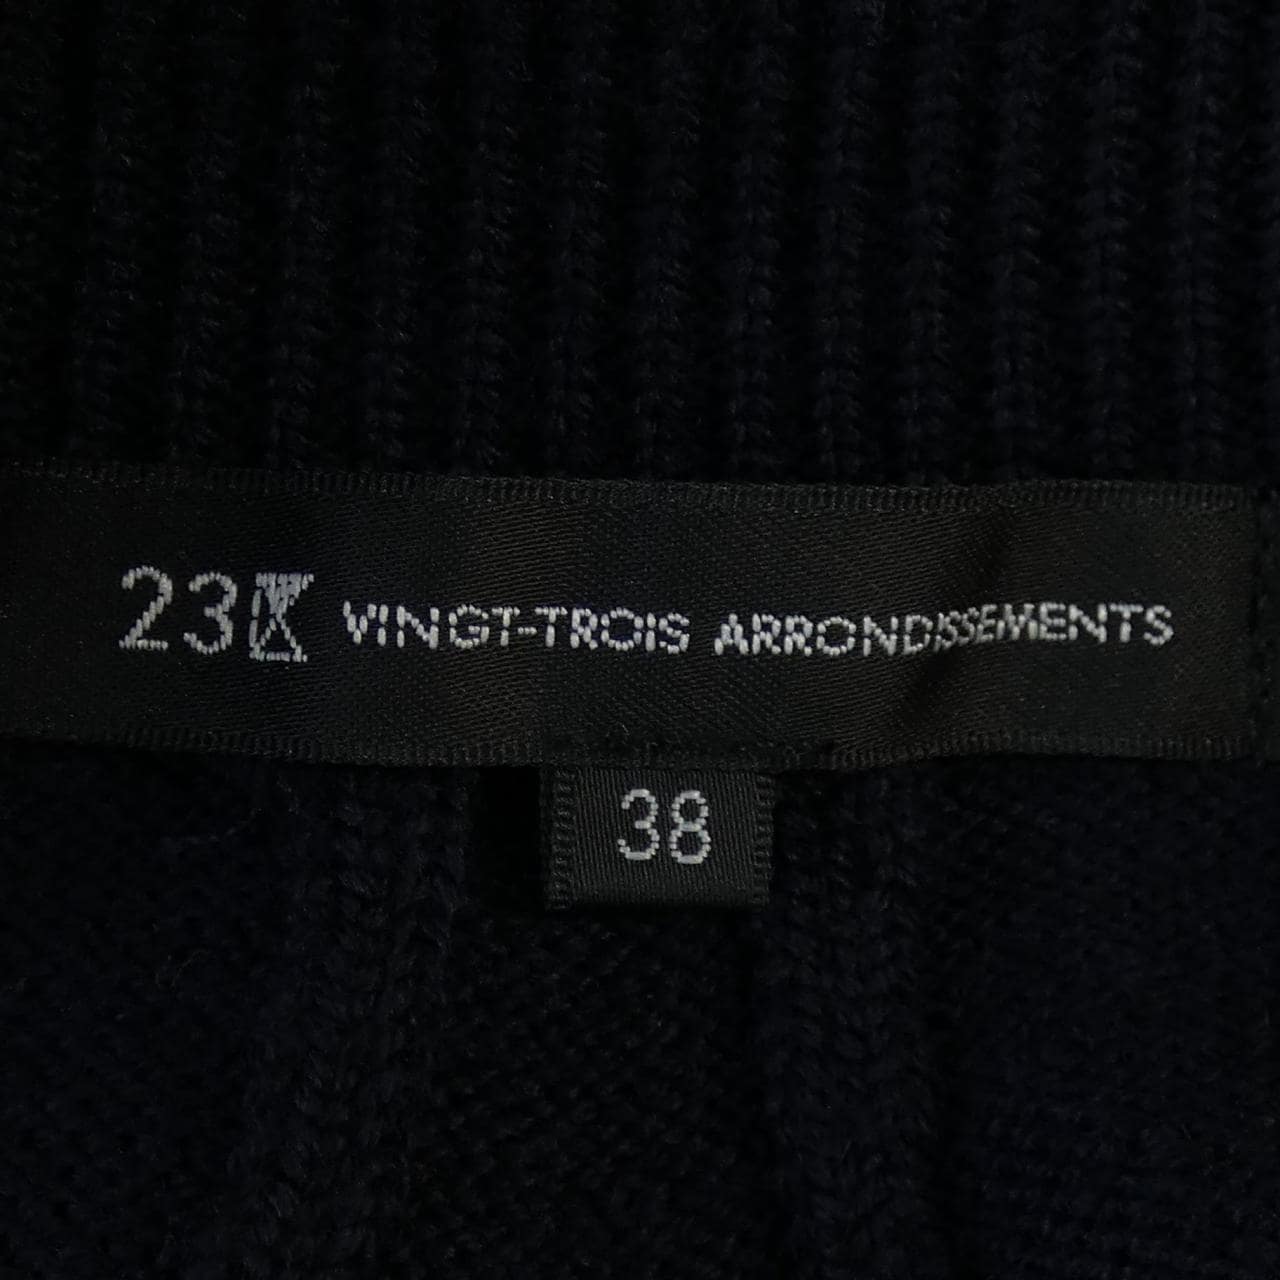 23区 VINGT-TROIS ARRONDISSEMENTS
38